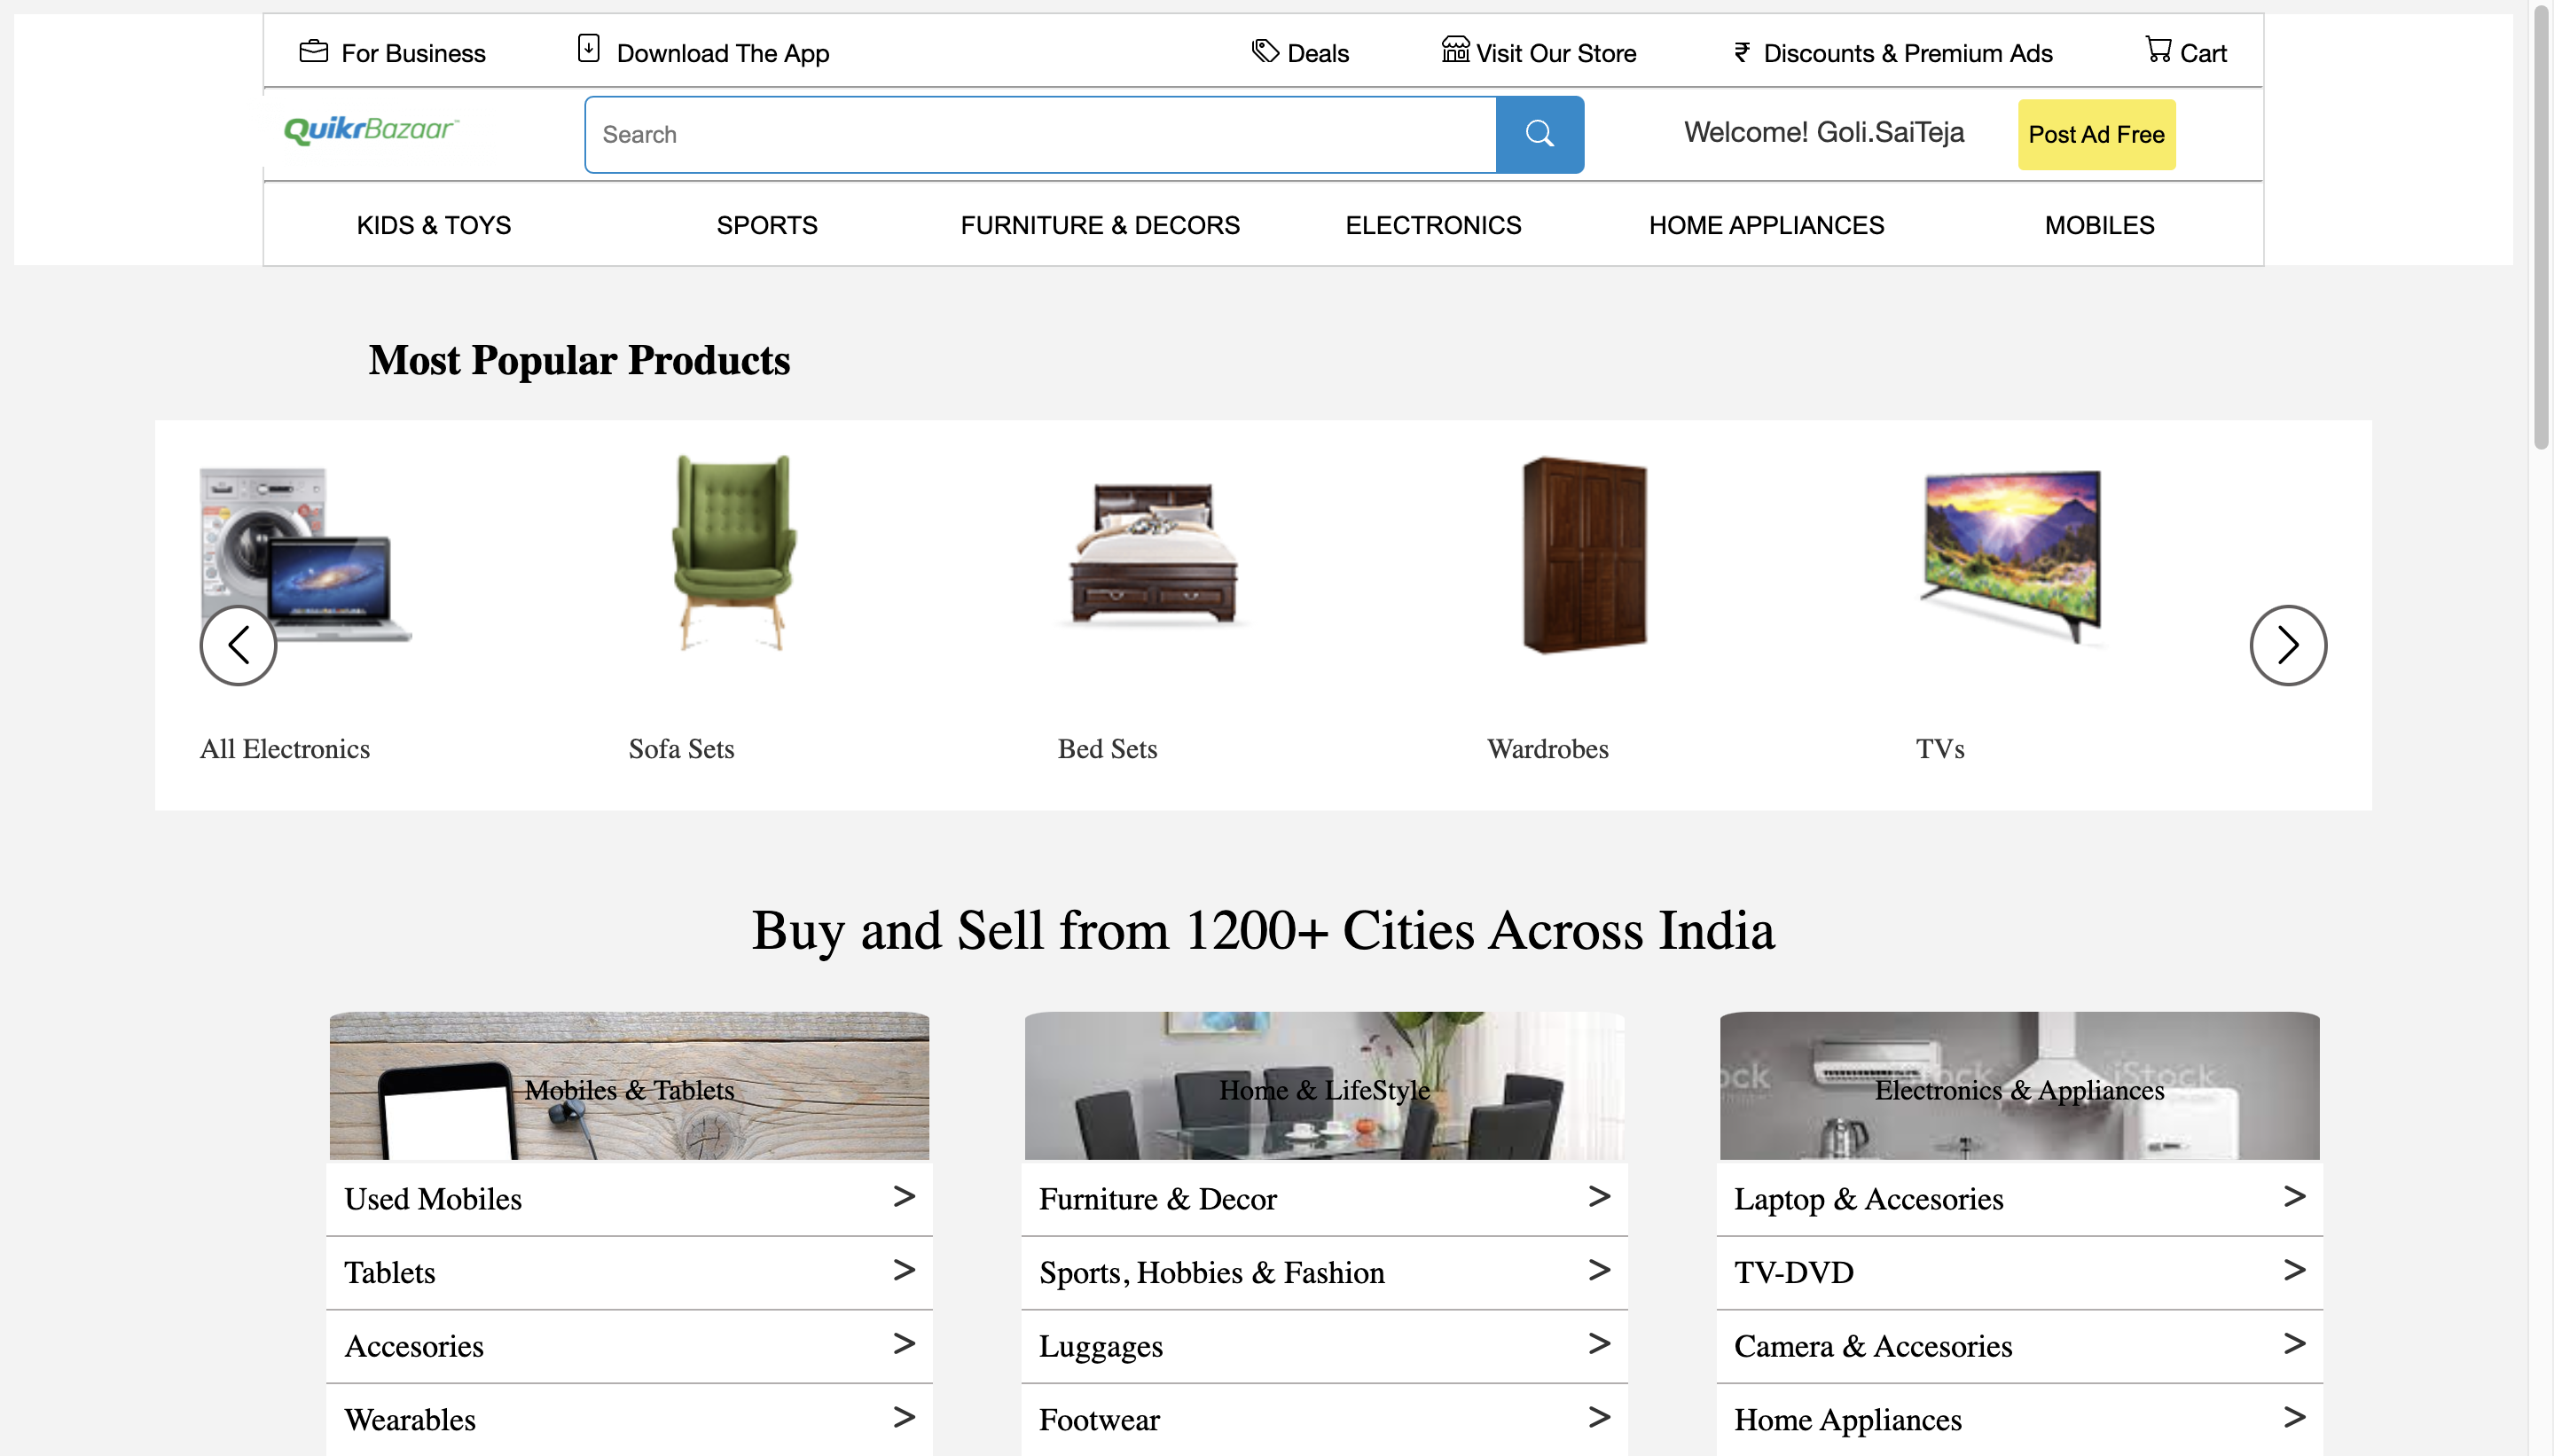 For Business Download The App Deals Visit Our Store ₹ Discounts & Premium Ads Cart
QuikrBazaar™ Search Welcome! Goli.SaiTeja Post Ad Free
KIDS & TOYS SPORTS FURNITURE & DECORS ELECTRONICS HOME APPLIANCES MOBILES
Most Popular Products
All Electronics Sofa Sets Bed Sets Wardrobes TVs
Buy and Sell from 1200+ Cities Across India
iStock
Mobiles & Tablets Home & LifeStyle Electronics & Appliances
Used Mobiles > Furniture & Decor > Laptop & Accesories >
Tablets > Sports, Hobbies & Fashion > TV-DVD >
Accesories > Luggages > Camera & Accesories >
Wearables > Footwear > Home Appliances >